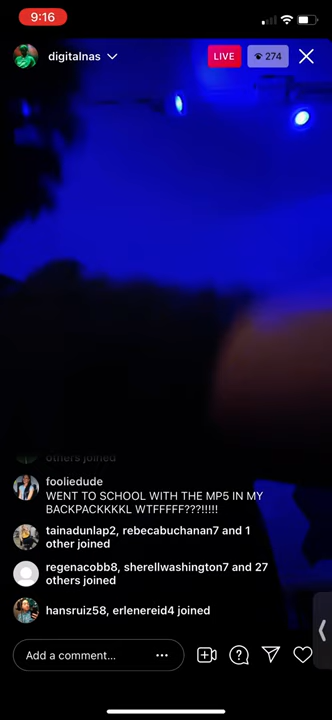 9:16
digitalnas
LIVE
274
others joined
fooliedude
WENT TO SCHOOL WITH THE MP5 IN MY
BACKPACKKKKL WTFFFFF???!!!!!
tainadunlap2, rebecabuchanan7 and 1
other joined
regenacobb8, sherellwashington7 and 27
others joined
hansruiz58, erlenereid4 joined
Add a comment...